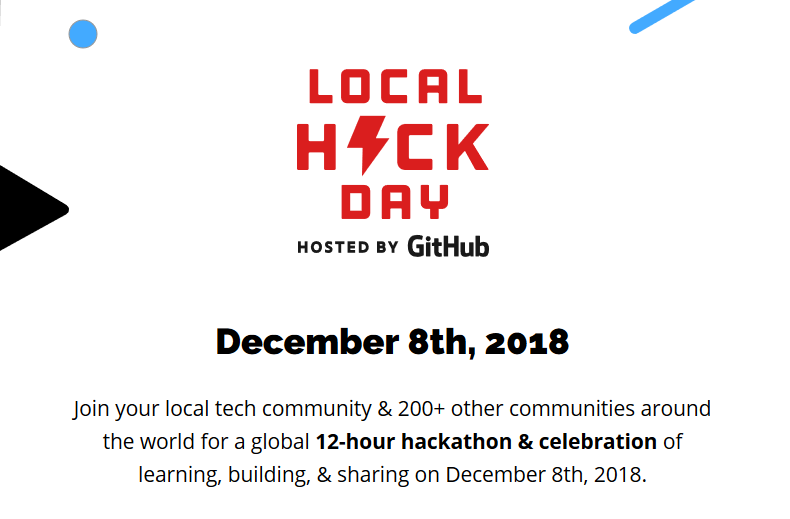 LOCAL
HACK
DAY
HOSTED BY GitHub
December 8th, 2018
Join your local tech community & 200+ other communities around
the world for a global 12-hour hackathon & celebration of
learning, building, & sharing on December 8th, 2018.